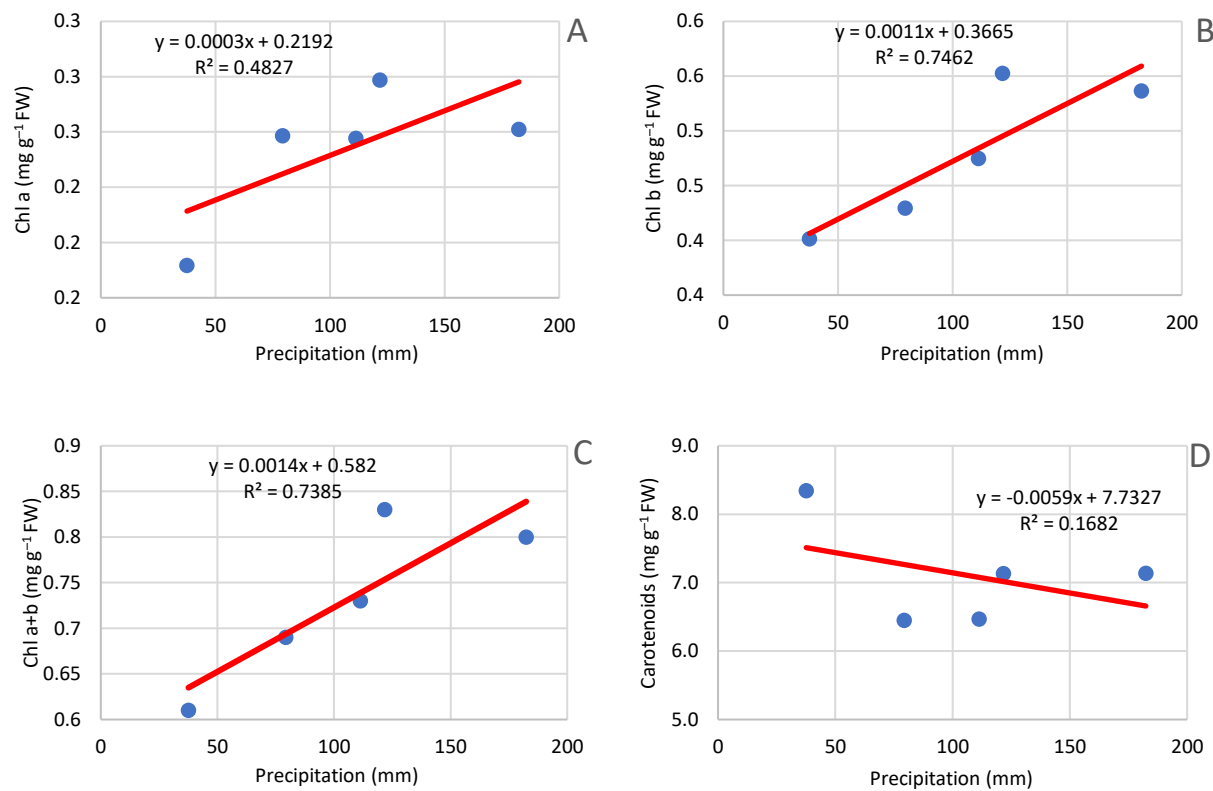 A
y = 0.0003x + 0.2192
R² = 0.4827
0.3
0.3
0.3
0.2
0.2
0.2
Chl a (mg g⁻¹ FW)
0 50 100 150 200
Precipitation (mm)
B
y = 0.0011x + 0.3665
R² = 0.7462
0.6
0.6
0.5
0.5
0.4
0.4
Chl b (mg g⁻¹ FW)
0 50 100 150 200
Precipitation (mm)
C
y = 0.0014x + 0.582
R² = 0.7385
0.9
0.85
0.8
0.75
0.7
0.65
0.6
Chl a+b (mg g⁻¹ FW)
0 50 100 150 200
Precipitation (mm)
D
y = -0.0059x + 7.7327
R² = 0.1682
9.0
8.0
7.0
6.0
5.0
Carotenoids (mg g⁻¹ FW)
0 50 100 150 200
Precipitation (mm)